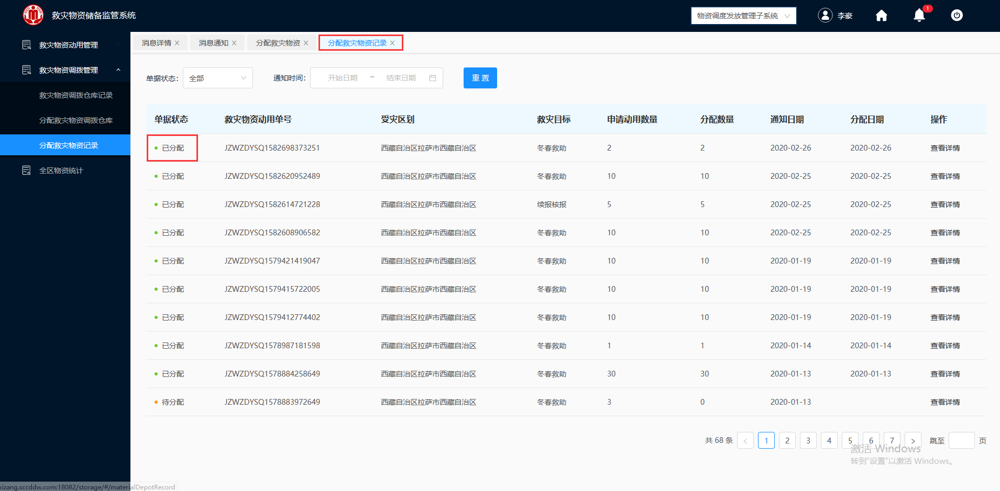 救灾物资储备监管系统
物资调度发放管理子系统
李豪
1
救灾物资动用管理
救灾物资调拨管理
救灾物资调拨仓库记录
分配救灾物资调拨仓库
分配救灾物资记录
全区物资统计
消息详情 消息通知 分配救灾物资 分配救灾物资记录
单据状态: 全部 通知时间: 开始日期 ~ 结束日期 重 置
单据状态 救灾物资动用单号 受灾区划 救灾目标 申请动用数量 分配数量 通知日期 分配日期 操作
已分配 JZWZDYSQ1582698373251 西藏自治区拉萨市西藏自治区 冬春救助 2 2 2020-02-26 2020-02-26 查看详情
已分配 JZWZDYSQ1582620952489 西藏自治区拉萨市西藏自治区 冬春救助 10 10 2020-02-25 2020-02-25 查看详情
已分配 JZWZDYSQ1582614721228 西藏自治区拉萨市西藏自治区 续报核报 5 5 2020-02-25 2020-02-25 查看详情
已分配 JZWZDYSQ1582608906582 西藏自治区拉萨市西藏自治区 冬春救助 10 10 2020-02-25 2020-02-25 查看详情
已分配 JZWZDYSQ1579421419047 西藏自治区拉萨市西藏自治区 冬春救助 10 10 2020-01-19 2020-01-19 查看详情
已分配 JZWZDYSQ1579415722005 西藏自治区拉萨市西藏自治区 冬春救助 10 10 2020-01-19 2020-01-19 查看详情
已分配 JZWZDYSQ1579412774402 西藏自治区拉萨市西藏自治区 冬春救助 10 10 2020-01-19 2020-01-19 查看详情
已分配 JZWZDYSQ1578987181598 西藏自治区拉萨市西藏自治区 冬春救助 1 1 2020-01-14 2020-01-14 查看详情
已分配 JZWZDYSQ1578884258649 西藏自治区拉萨市西藏自治区 冬春救助 30 30 2020-01-13 2020-01-13 查看详情
待分配 JZWZDYSQ1578883972649 西藏自治区拉萨市西藏自治区 冬春救助 3 0 2020-01-13 查看详情
共 68 条 < 1 2 3 4 5 6 7 > 跳至 页
激活 Windows
转到"设置"以激活 Windows。
xizang.sccddw.com:18082/storage/#/materialDepotRecord